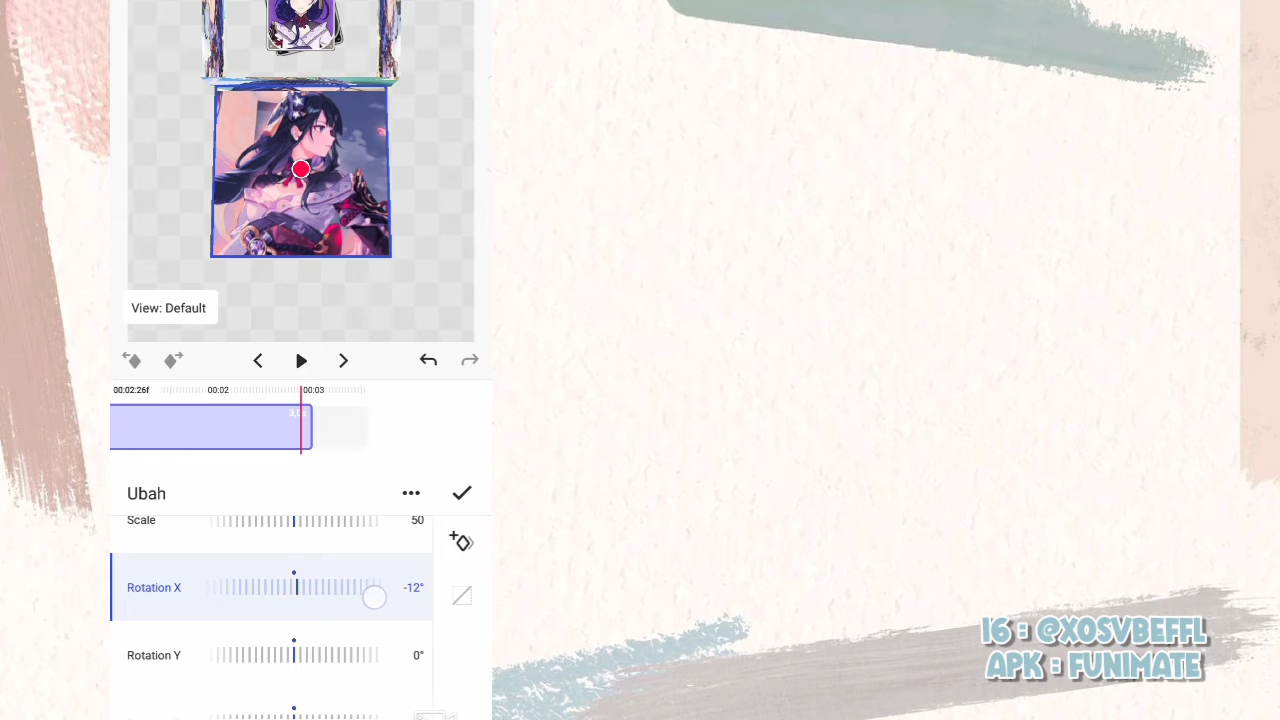 View: Default
00:02:26f
00:02
00:03
Ubah
Scale
50
Rotation X
-12°
Rotation Y
0°
IG : @XOSVBEFFL
APK : FUNIMATE